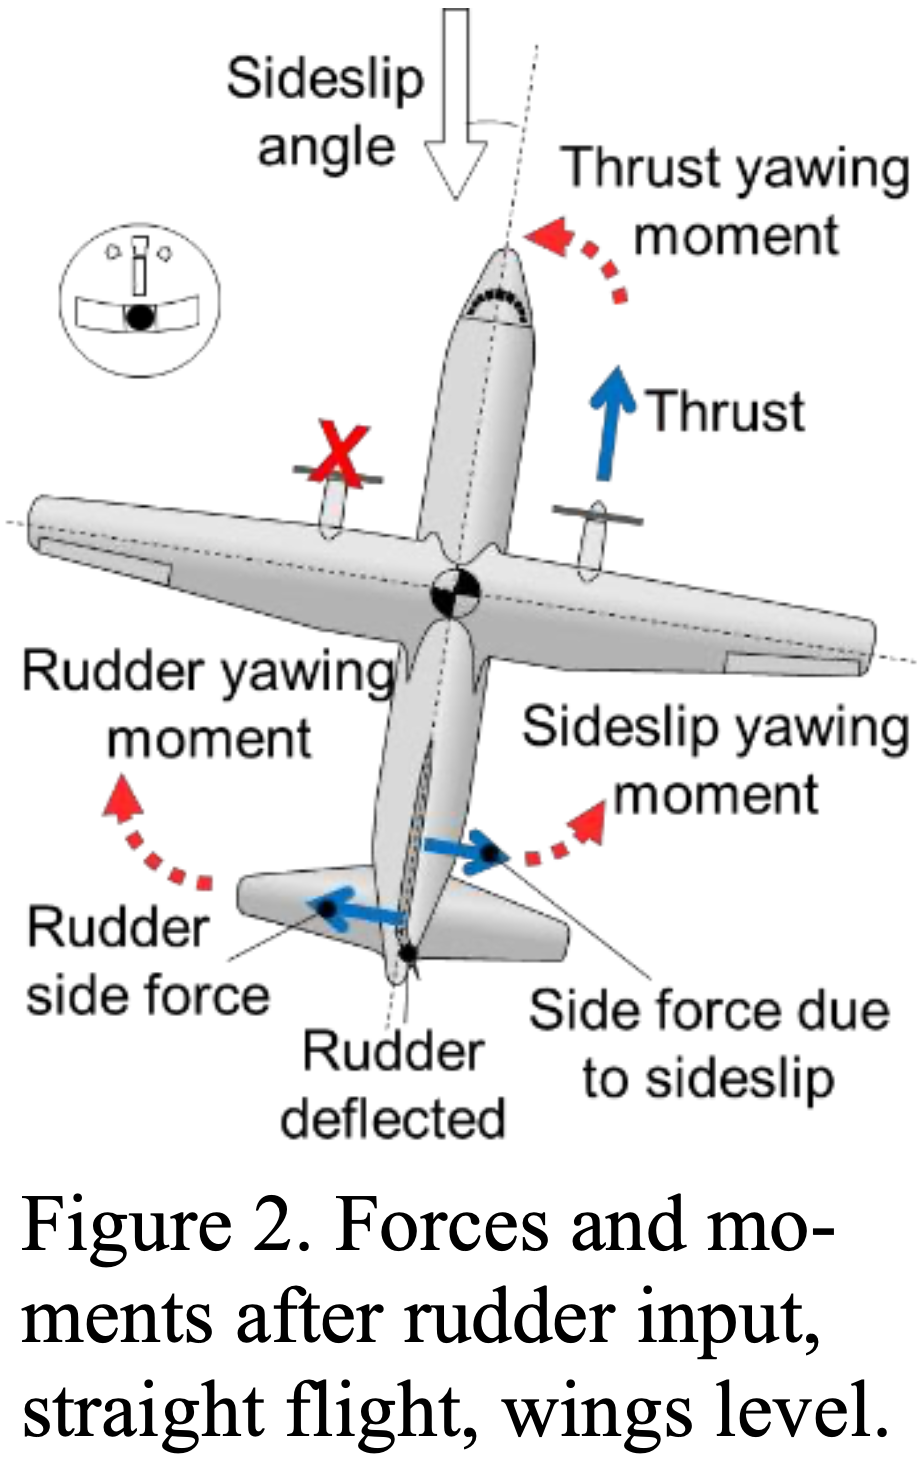 Sideslip
angle
Thrust yawing
moment
X
Thrust
Rudder yawing
moment
Sideslip yawing
moment
Rudder
side force
Side force due
to sideslip
Rudder
deflected
Figure 2. Forces and mo-
ments after rudder input,
straight flight, wings level.